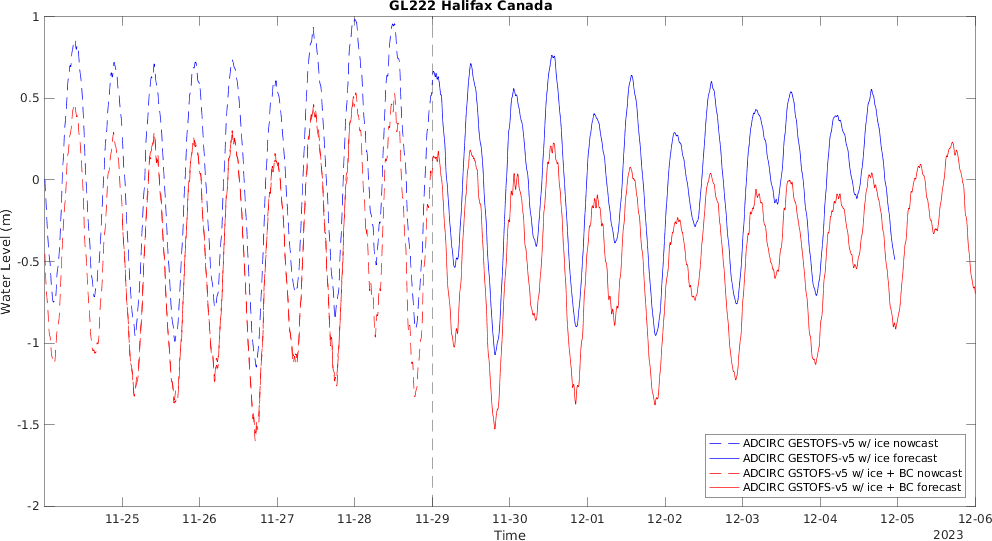 GL222 Halifax Canada
1
0.5
0
-0.5
-1
-1.5
-2
Water Level (m)
11-25 11-26 11-27 11-28 11-29 11-30 12-01 12-02 12-03 12-04 12-05 12-06
Time
2023
ADCIRC GESTOFS-v5 w/ ice nowcast
ADCIRC GESTOFS-v5 w/ ice forecast
ADCIRC GSTOFS-v5 w/ ice + BC nowcast
ADCIRC GSTOFS-v5 w/ ice + BC forecast